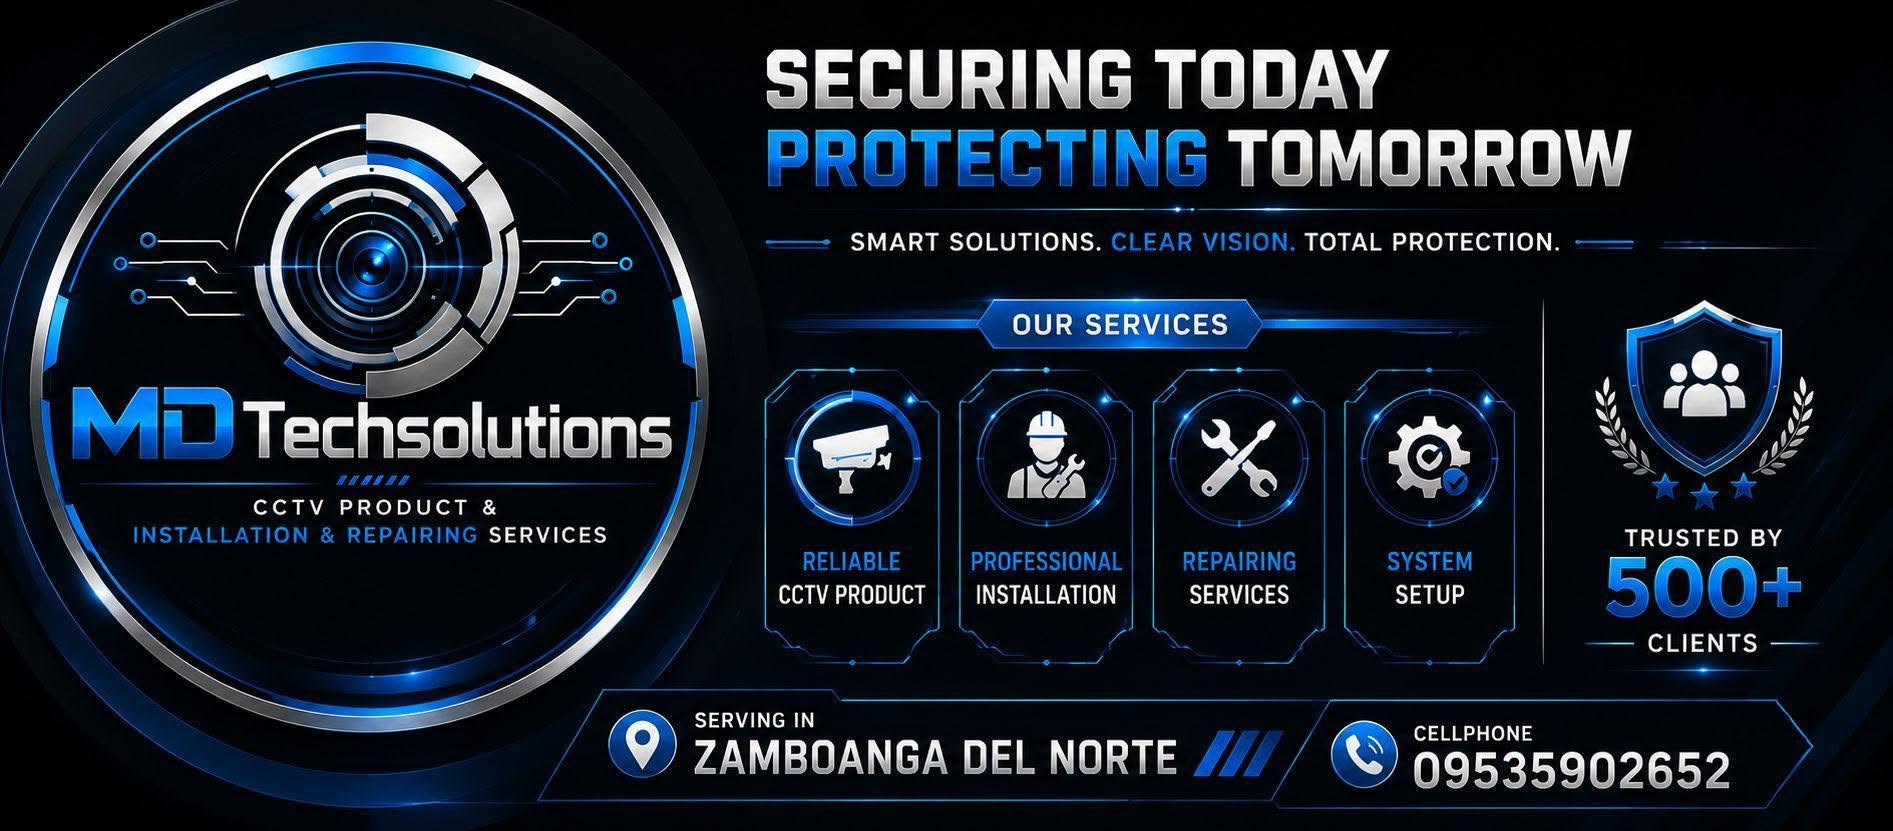 MD Techsolutions
CCTV PRODUCT &
INSTALLATION & REPAIRING SERVICES
SECURING TODAY
PROTECTING TOMORROW
SMART SOLUTIONS. CLEAR VISION. TOTAL PROTECTION.
OUR SERVICES
RELIABLE
CCTV PRODUCT
PROFESSIONAL
INSTALLATION
REPAIRING
SERVICES
SYSTEM
SETUP
TRUSTED BY
500+
CLIENTS
SERVING IN
ZAMBOANGA DEL NORTE
CELLPHONE
09535902652